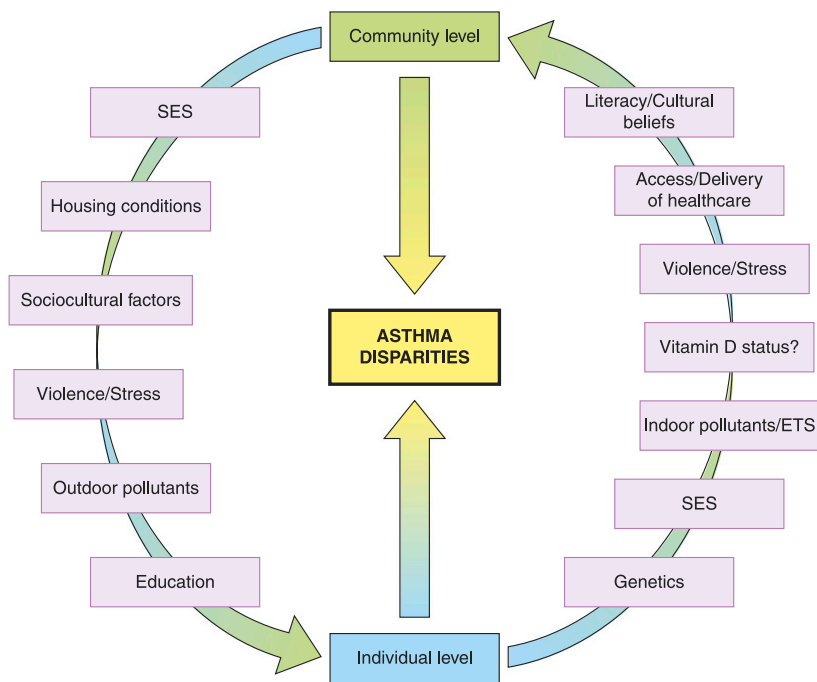 Community level
SES
Housing conditions
Sociocultural factors
Violence/Stress
Outdoor pollutants
Education
ASTHMA
DISPARITIES
Individual level
Literacy/Cultural
beliefs
Access/Delivery
of healthcare
Violence/Stress
Vitamin D status?
Indoor pollutants/ETS
SES
Genetics